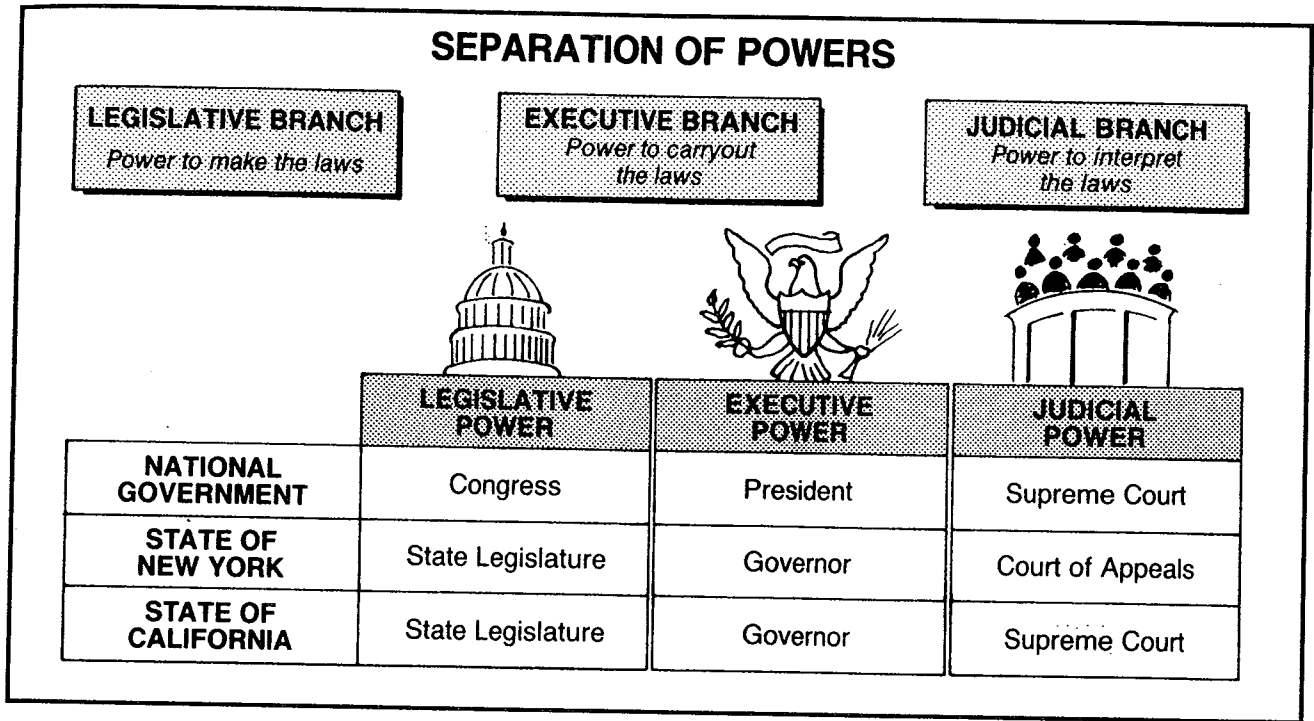 SEPARATION OF POWERS
LEGISLATIVE BRANCH
Power to make the laws
EXECUTIVE BRANCH
Power to carryout
the laws
JUDICIAL BRANCH
Power to interpret
the laws
LEGISLATIVE
POWER
EXECUTIVE
POWER
JUDICIAL
POWER
NATIONAL
GOVERNMENT
Congress
President
Supreme Court
STATE OF
NEW YORK
State Legislature
Governor
Court of Appeals
STATE OF
CALIFORNIA
State Legislature
Governor
Supreme Court